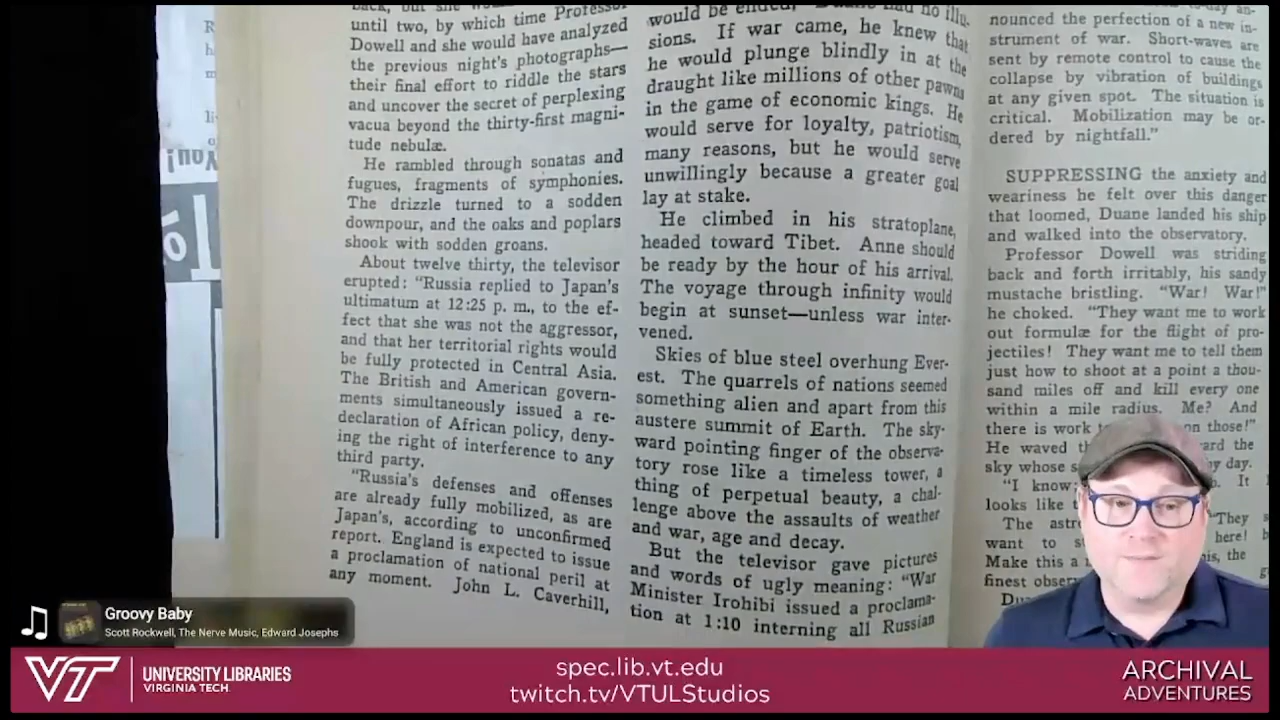 until two, by which time Professor
Dowell and she would have analyzed
the previous night's photographs—
their final effort to riddle the stars
and uncover the secret of perplexing
vacua beyond the thirty-first magni-
tude nebulæ.
He rambled through sonatas and
fugues, fragments of symphonies.
The drizzle turned to a sodden
downpour, and the oaks and poplars
shook with sodden groans.
About twelve thirty, the televisor
erupted: "Russia replied to Japan's
ultimatum at 12:25 p. m., to the ef-
fect that she was not the aggressor,
and that her territorial rights would
be fully protected in Central Asia.
The British and American govern-
ments simultaneously issued a re-
declaration of African policy, deny-
ing the right of interference to any
third party.
"Russia's defenses and offenses
are already fully mobilized, as are
Japan's, according to unconfirmed
report. England is expected to issue
a proclamation of national peril at
any moment. John L. Caverhill,
would be ended, Duane had no illu-
sions. If war came, he knew that
he would plunge blindly in at the
draught like millions of other pawns
in the game of economic kings. He
would serve for loyalty, patriotism,
many reasons, but he would serve
unwillingly because a greater goal
lay at stake.
He climbed in his stratoplane,
headed toward Tibet. Anne should
be ready by the hour of his arrival.
The voyage through infinity would
begin at sunset—unless war inter-
vened.
Skies of blue steel overhung Ever-
est. The quarrels of nations seemed
something alien and apart from this
austere summit of Earth. The sky-
ward pointing finger of the observa-
tory rose like a timeless tower, a
thing of perpetual beauty, a chal-
lenge above the assaults of weather
and war, age and decay.
But the televisor gave pictures
and words of ugly meaning: "War
Minister Irohibi issued a proclama-
tion at 1:10 interning all Russian
nounced the perfection of a new in-
strument of war. Short-waves are
sent by remote control to cause the
collapse by vibration of buildings
at any given spot. The situation is
critical. Mobilization may be or-
dered by nightfall."
SUPPRESSING the anxiety and
weariness he felt over this danger
that loomed, Duane landed his ship
and walked into the observatory.
Professor Dowell was striding
back and forth irritably, his sandy
mustache bristling. "War! War!"
he choked. "They want me to work
out formulæ for the flight of pro-
jectiles! They want me to tell them
just how to shoot at a point a thou-
sand miles off and kill every one
within a mile radius. Me? And
there is work on those!"
He waved
sky whose by day.
"I know: It
looks like
The They
want to here!
Make this a the
finest
Groovy Baby
Scott Rockwell, The Nerve Music, Edward Josephs
VT UNIVERSITY LIBRARIES
VIRGINIA TECH
spec.lib.vt.edu
twitch.tv/VTULStudios
ARCHIVAL
ADVENTURES